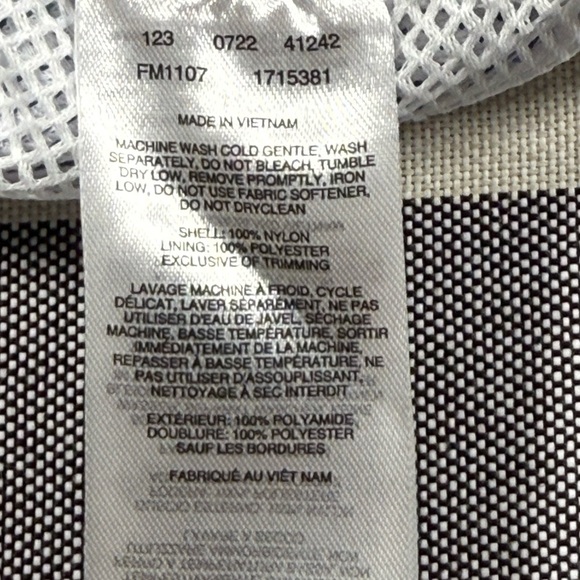 123 0722 41242
FM1107 1715381
MADE IN VIETNAM
MACHINE WASH COLD GENTLE, WASH
SEPARATELY, DO NOT BLEACH, TUMBLE
DRY LOW, REMOVE PROMPTLY, IRON
LOW, DO NOT USE FABRIC SOFTENER,
DO NOT DRYCLEAN
SHELL: 100% NYLON
LINING: 100% POLYESTER
EXCLUSIVE OF TRIMMING
LAVAGE MACHINE À FROID, CYCLE
DÉLICAT, LAVER SÉPARÉMENT, NE PAS
UTILISER D'EAU DE JAVEL, SÉCHAGE
MACHINE, BASSE TEMPÉRATURE, SORTIR
IMMÉDIATEMENT DE LA MACHINE,
REPASSER À BASSE TEMPÉRATURE, NE
PAS UTILISER D'ASSOUPLISSANT,
NETTOYAGE À SEC INTERDIT
EXTÉRIEUR: 100% POLYAMIDE
DOUBLURE: 100% POLYESTER
SAUF LES BORDURES
FABRIQUÉ AU VIÊT NAM